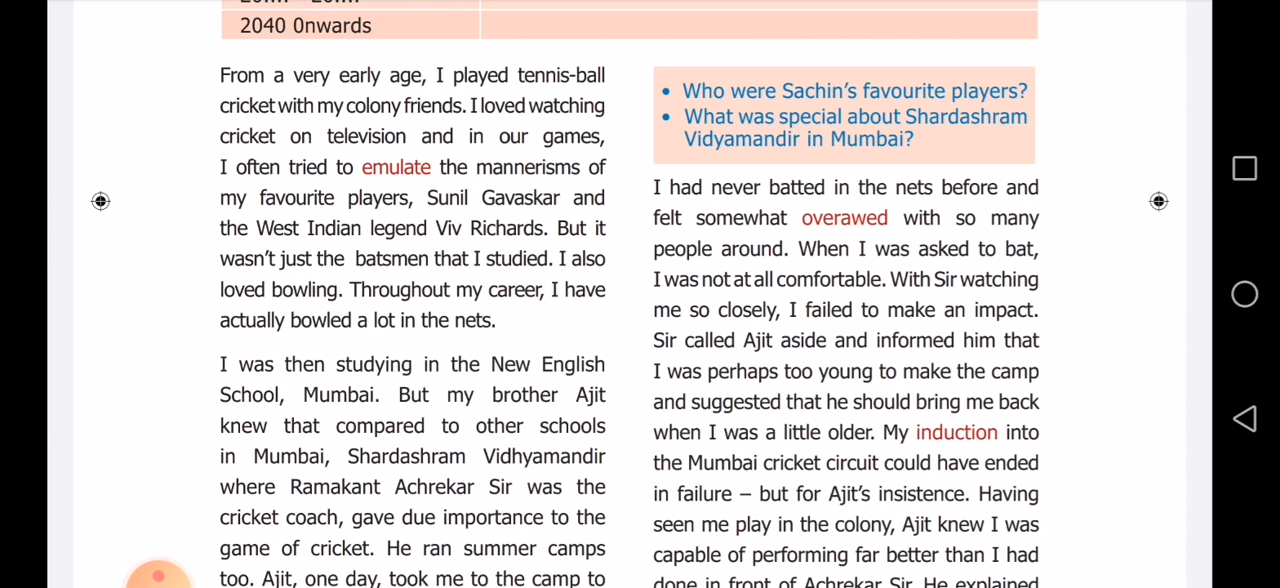 2040 0nwards
From a very early age, I played tennis-ball
cricket with my colony friends. I loved watching
cricket on television and in our games,
I often tried to emulate the mannerisms of
my favourite players, Sunil Gavaskar and
the West Indian legend Viv Richards. But it
wasn't just the batsmen that I studied. I also
loved bowling. Throughout my career, I have
actually bowled a lot in the nets.
I was then studying in the New English
School, Mumbai. But my brother Ajit
knew that compared to other schools
in Mumbai, Shardashram Vidhyamandir
where Ramakant Achrekar Sir was the
cricket coach, gave due importance to the
game of cricket. He ran summer camps
too. Ajit, one day, took me to the camp to
• Who were Sachin's favourite players?
• What was special about Shardashram
Vidyamandir in Mumbai?
I had never batted in the nets before and
felt somewhat overawed with so many
people around. When I was asked to bat,
I was not at all comfortable. With Sir watching
me so closely, I failed to make an impact.
Sir called Ajit aside and informed him that
I was perhaps too young to make the camp
and suggested that he should bring me back
when I was a little older. My induction into
the Mumbai cricket circuit could have ended
in failure – but for Ajit's insistence. Having
seen me play in the colony, Ajit knew I was
capable of performing far better than I had
done in front of Achrekar Sir. He explained